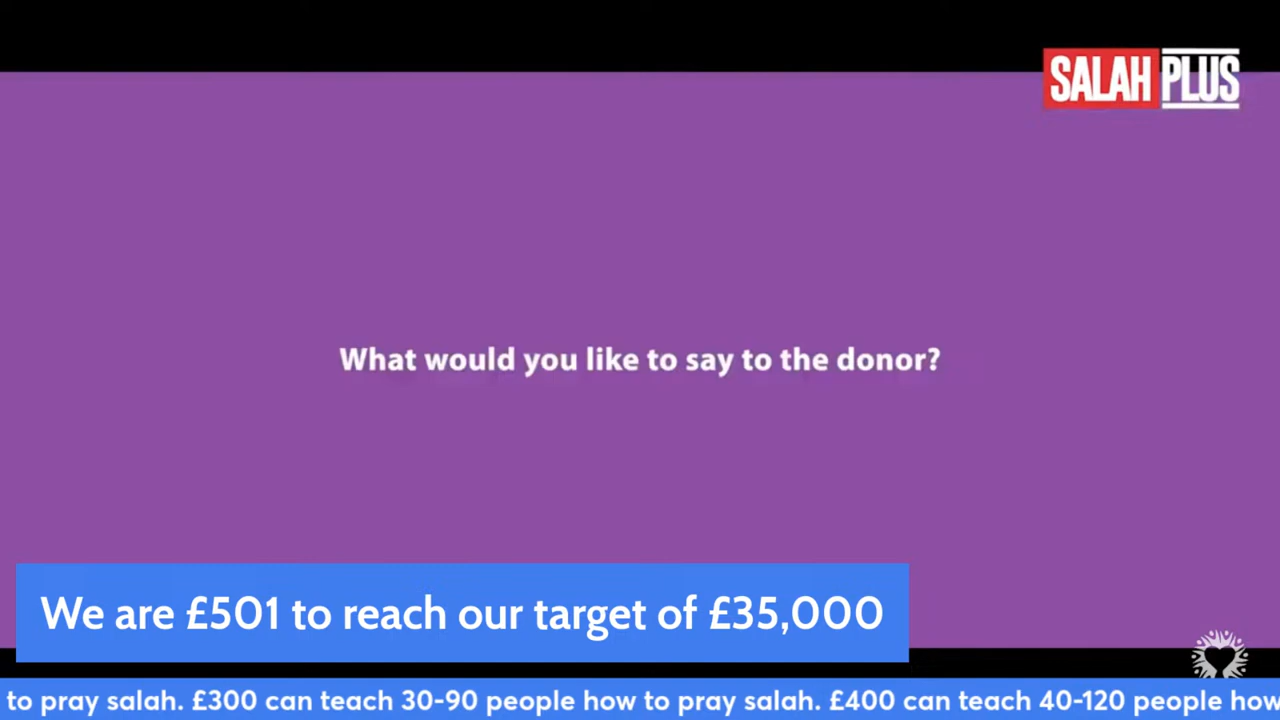 SALAH PLUS
What would you like to say to the donor?
We are £501 to reach our target of £35,000
to pray salah. £300 can teach 30-90 people how to pray salah. £400 can teach 40-120 people how